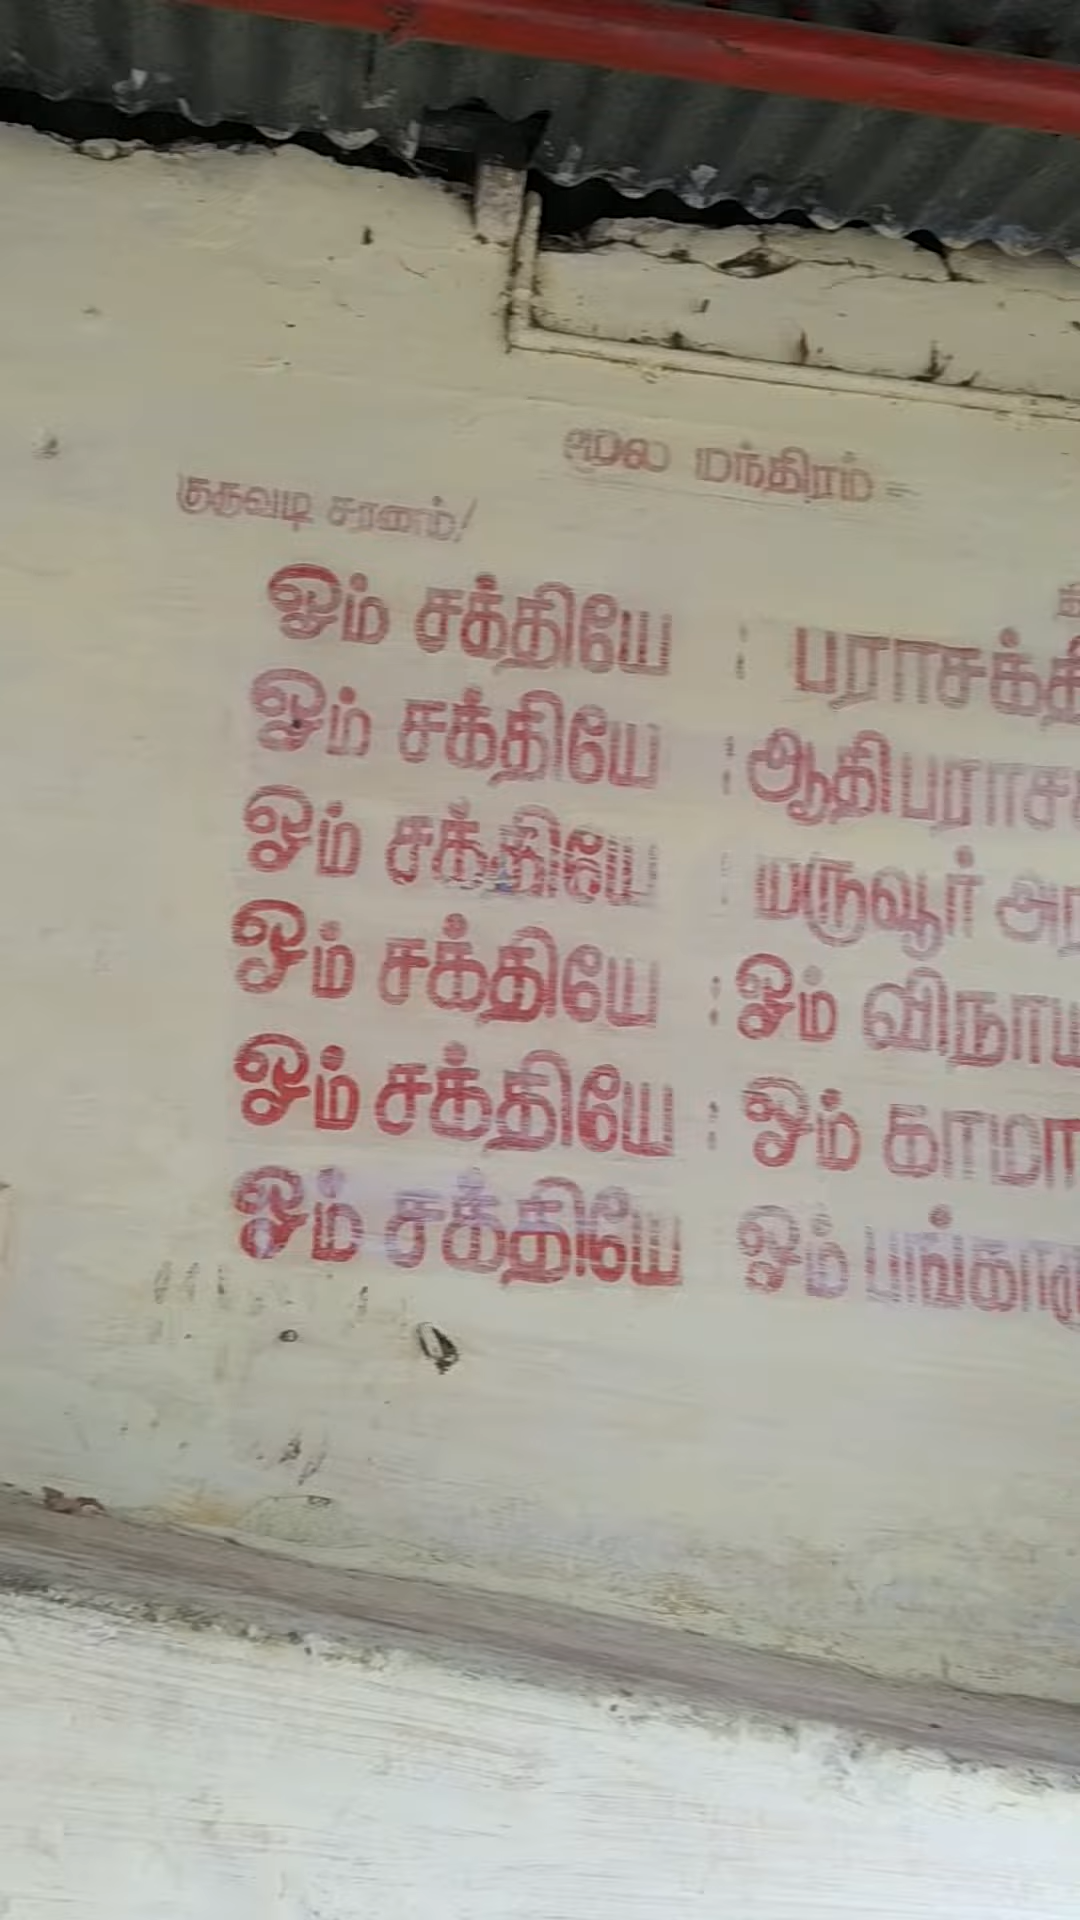 மூல மந்திரம்
குருவடி சரணம்!
ஓம் சக்தியே : பராசக்தி
ஓம் சக்தியே : ஆதிபராச
ஓம் சக்தியே : மருவூர் அர
ஓம் சக்தியே : ஓம் விநாய
ஓம் சக்தியே : ஓம் காமா
ஓம் சக்தியே ஓம் பங்காரு